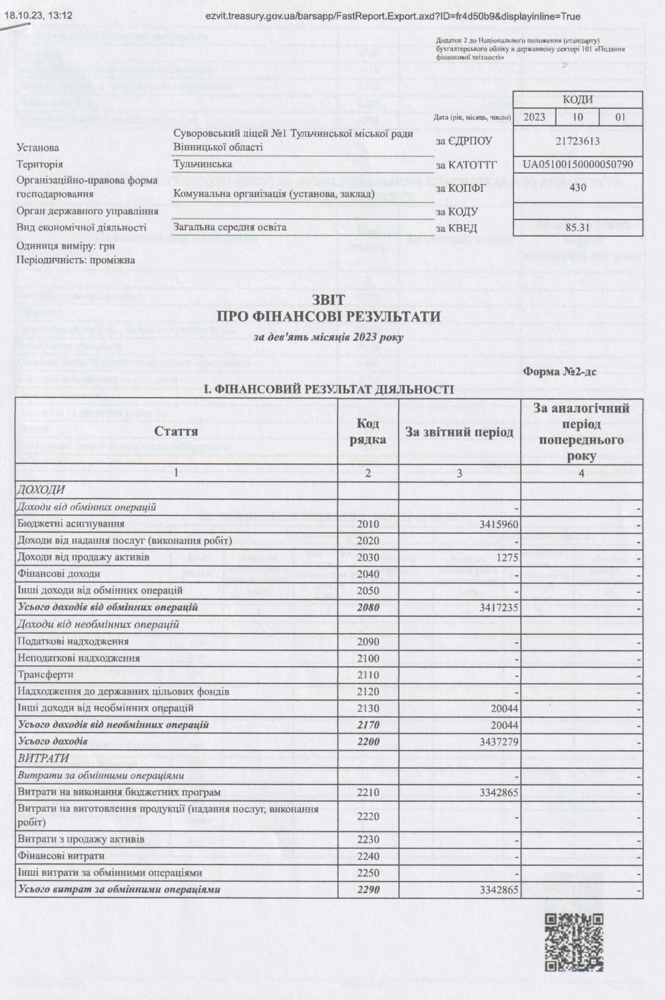 18.10.23, 13:12
ezvit.treasury.gov.ua/barsapp/FastReport.Export.axd?ID=fr4d50b9&displayinline=True
Додаток 2 до Національного положення (стандарту)
бухгалтерського обліку в державному секторі 101 «Подання
фінансової звітності»
КОДИ
Дата (рік, місяць, число) 2023 10 01
Установа Суворовський ліцей №1 Тульчинської міської ради
Вінницької області за ЄДРПОУ 21723613
Територія Тульчинська за КАТОТТГ UA05100150000050790
Організаційно-правова форма
господарювання Комунальна організація (установа, заклад) за КОПФГ 430
Орган державного управління за КОДУ
Вид економічної діяльності Загальна середня освіта за КВЕД 85.31
Одиниця виміру: грн
Періодичність: проміжна
ЗВІТ
ПРО ФІНАНСОВІ РЕЗУЛЬТАТИ
за дев'ять місяців 2023 року
Форма №2-дс
І. ФІНАНСОВИЙ РЕЗУЛЬТАТ ДІЯЛЬНОСТІ
Стаття Код рядка За звітний період За аналогічний період попереднього року
1 2 3 4
ДОХОДИ
Доходи від обмінних операцій - -
Бюджетні асигнування 2010 3415960 -
Доходи від надання послуг (виконання робіт) 2020 - -
Доходи від продажу активів 2030 1275 -
Фінансові доходи 2040 - -
Інші доходи від обмінних операцій 2050 - -
Усього доходів від обмінних операцій 2080 3417235 -
Доходи від необмінних операцій
Податкові надходження 2090 - -
Неподаткові надходження 2100 - -
Трансферти 2110 - -
Надходження до державних цільових фондів 2120 - -
Інші доходи від необмінних операцій 2130 20044 -
Усього доходів від необмінних операцій 2170 20044 -
Усього доходів 2200 3437279 -
ВИТРАТИ
Витрати за обмінними операціями - -
Витрати на виконання бюджетних програм 2210 3342865 -
Витрати на виготовлення продукції (надання послуг, виконання
робіт) 2220 - -
Витрати з продажу активів 2230 - -
Фінансові витрати 2240 - -
Інші витрати за обмінними операціями 2250 - -
Усього витрат за обмінними операціями 2290 3342865 -